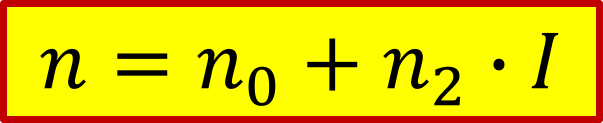 n = n₀ + n₂ · I